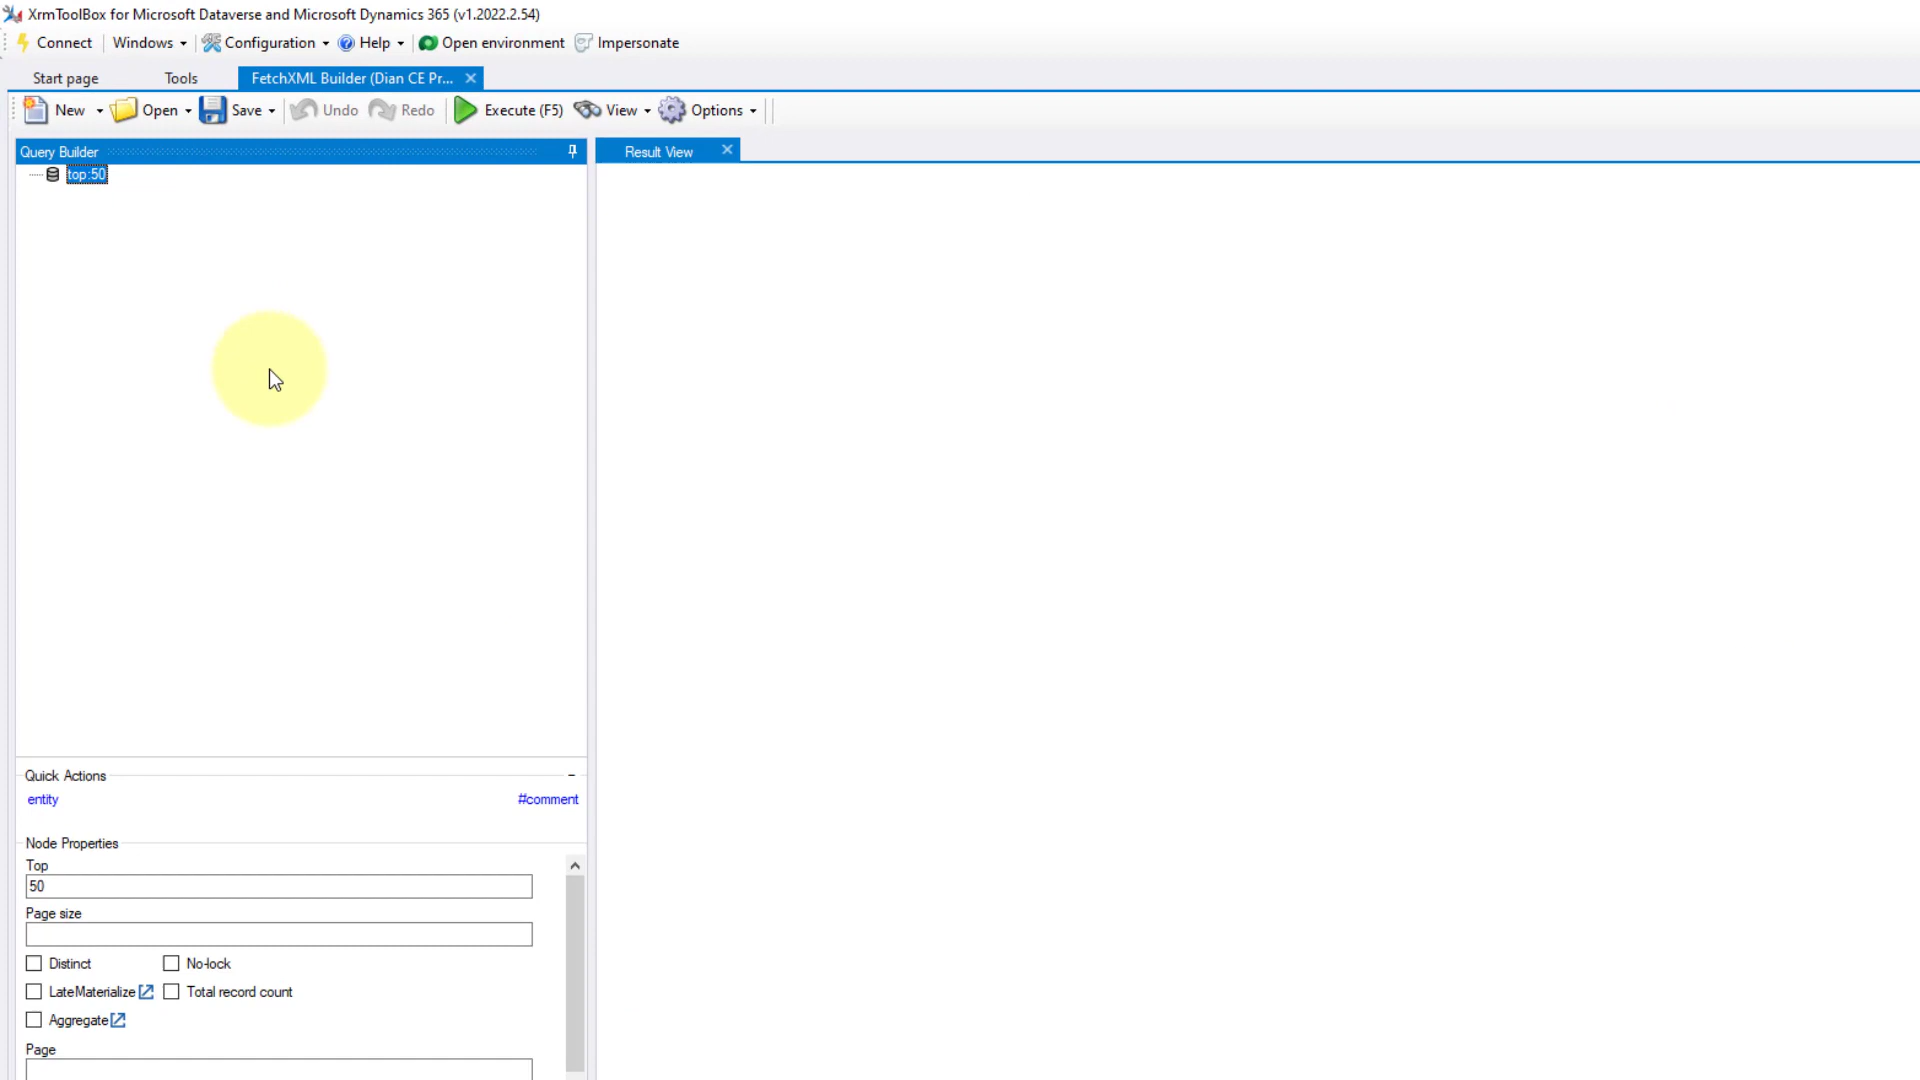 XrmToolBox for Microsoft Dataverse and Microsoft Dynamics 365 (v1.2022.2.54)
Connect Windows Configuration Help Open environment Impersonate
Start page Tools FetchXML Builder (Dian CE Pr...
New Open Save Undo Redo Execute (F5) View Options
Query Builder
Result View
top:50
Quick Actions
entity #comment
Node Properties
Top
50
Page size
Distinct No-lock
LateMaterialize Total record count
Aggregate
Page